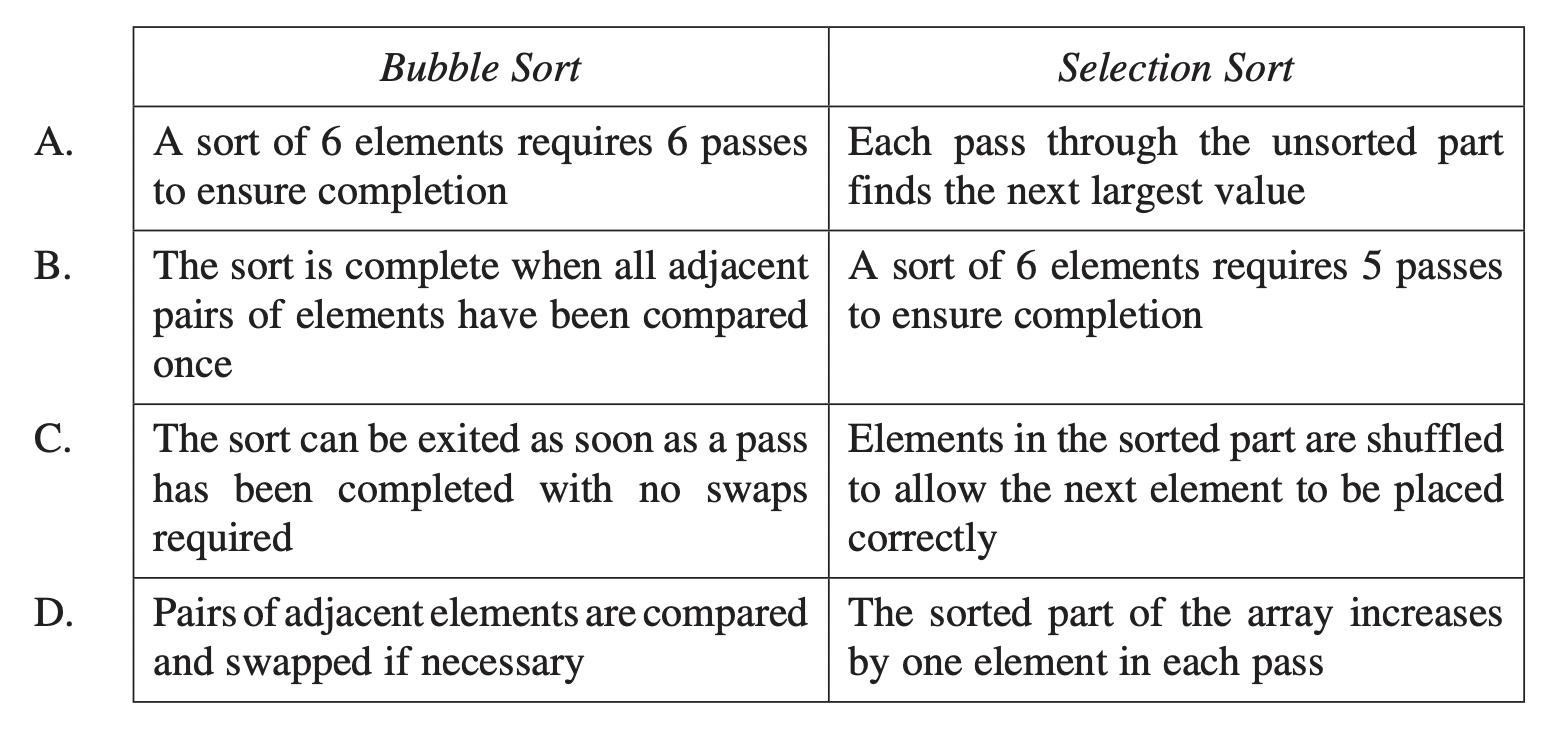 Bubble Sort
Selection Sort
A.
A sort of 6 elements requires 6 passes
to ensure completion
Each pass through the unsorted part
finds the next largest value
B.
The sort is complete when all adjacent
pairs of elements have been compared
once
A sort of 6 elements requires 5 passes
to ensure completion
C.
The sort can be exited as soon as a pass
has been completed with no swaps
required
Elements in the sorted part are shuffled
to allow the next element to be placed
correctly
D.
Pairs of adjacent elements are compared
and swapped if necessary
The sorted part of the array increases
by one element in each pass